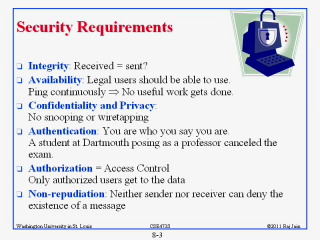 Security Requirements
❑ Integrity: Received = sent?
❑ Availability: Legal users should be able to use.
Ping continuously ⇒ No useful work gets done.
❑ Confidentiality and Privacy:
No snooping or wiretapping
❑ Authentication: You are who you say you are.
A student at Dartmouth posing as a professor canceled the
exam.
❑ Authorization = Access Control
Only authorized users get to the data
❑ Non-repudiation: Neither sender nor receiver can deny the
existence of a message
Washington University in St. Louis CSE473S ©2011 Raj Jain
8-3